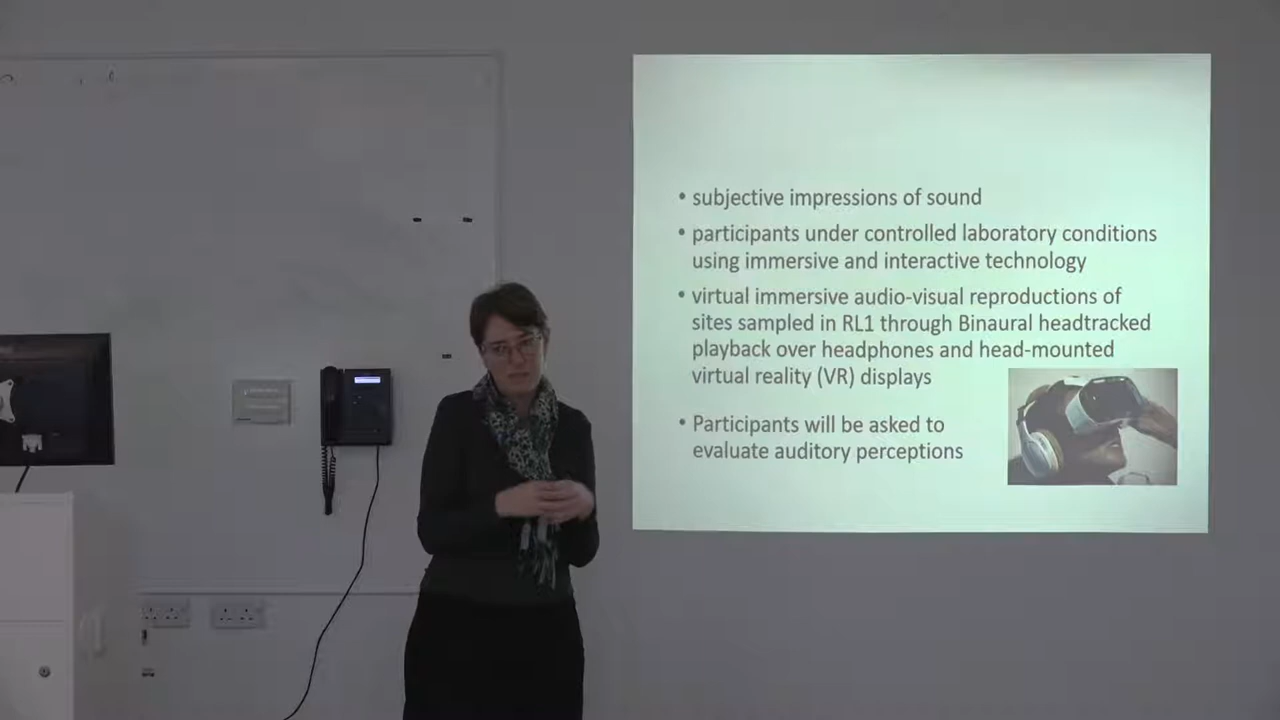 • subjective impressions of sound
• participants under controlled laboratory conditions
using immersive and interactive technology
• virtual immersive audio-visual reproductions of
sites sampled in RL1 through Binaural headtracked
playback over headphones and head-mounted
virtual reality (VR) displays
• Participants will be asked to
evaluate auditory perceptions